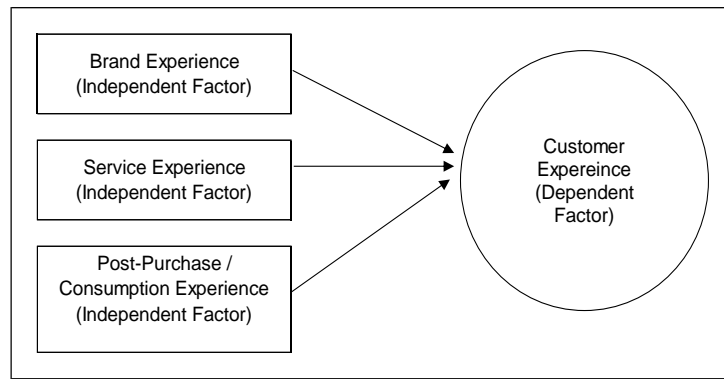 Brand Experience
(Independent Factor)
Service Experience
(Independent Factor)
Post-Purchase /
Consumption Experience
(Independent Factor)
Customer
Expereince
(Dependent
Factor)